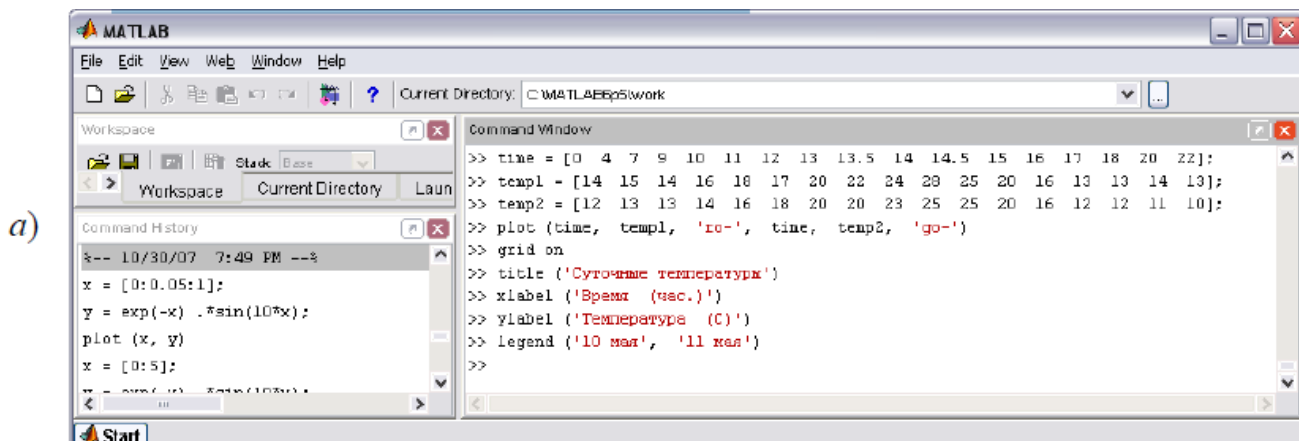 а)
MATLAB
File Edit View Web Window Help
Current Directory: C:\MATLAB6p5\work
Workspace
Stack: Base
Workspace Current Directory Laun
Command History
%-- 10/30/07 7:49 PM --%
x = [0:0.05:1];
y = exp(-x) .*sin(10*x);
plot (x, y)
x = [0:5];
y = exp(-x) .*sin(10*x);
Command Window
>> time = [0 4 7 9 10 11 12 13 13.5 14 14.5 15 16 17 18 20 22];
>> temp1 = [14 15 14 16 18 17 20 22 24 28 25 20 16 13 13 14 13];
>> temp2 = [12 13 13 14 16 18 20 20 23 25 25 20 16 12 12 11 10];
>> plot (time, temp1, 'ro-', time, temp2, 'go-')
>> grid on
>> title ('Суточные температуры')
>> xlabel ('Время (час.)')
>> ylabel ('Температура (С)')
>> legend ('10 мая', '11 мая')
>>
Start